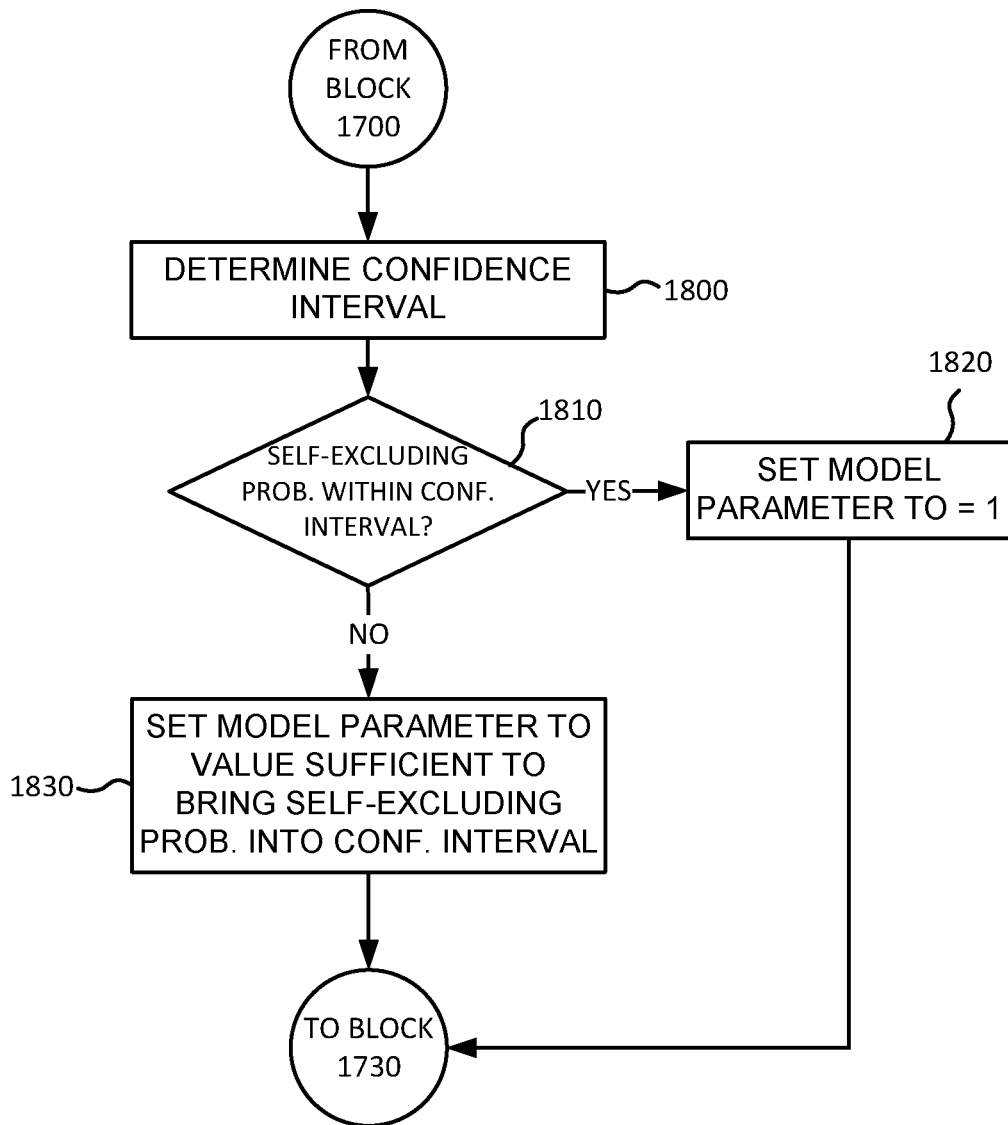 FROM
BLOCK
1700
DETERMINE CONFIDENCE
INTERVAL
1800
1810
SELF-EXCLUDING
PROB. WITHIN CONF.
INTERVAL?
YES
1820
SET MODEL
PARAMETER TO = 1
NO
SET MODEL PARAMETER TO
VALUE SUFFICIENT TO
BRING SELF-EXCLUDING
PROB. INTO CONF. INTERVAL
1830
TO BLOCK
1730